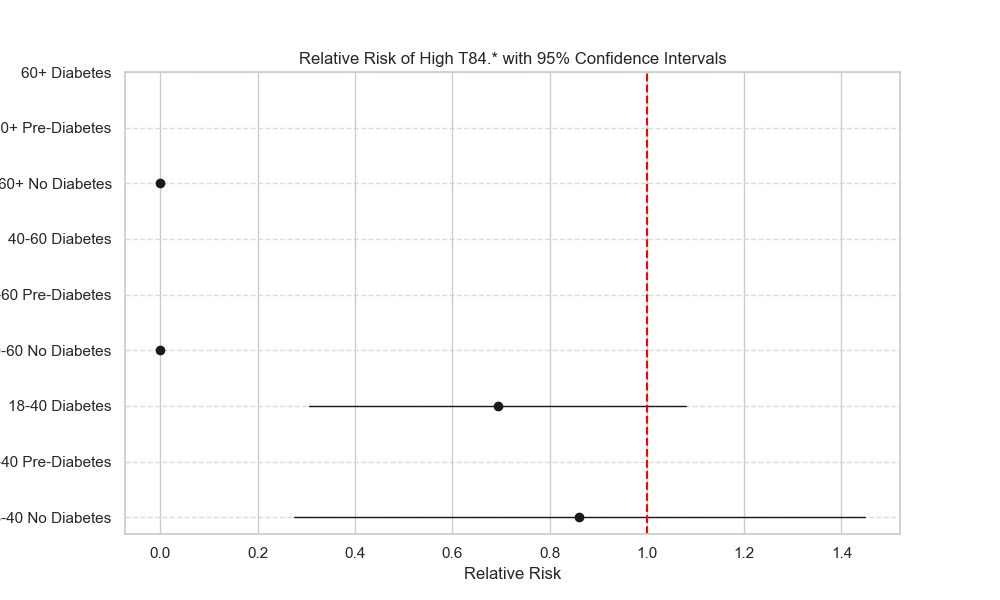 Relative Risk of High T84.* with 95% Confidence Intervals
60+ Diabetes
0+ Pre-Diabetes
60+ No Diabetes
40-60 Diabetes
-60 Pre-Diabetes
-60 No Diabetes
18-40 Diabetes
-40 Pre-Diabetes
-40 No Diabetes
0.0 0.2 0.4 0.6 0.8 1.0 1.2 1.4
Relative Risk